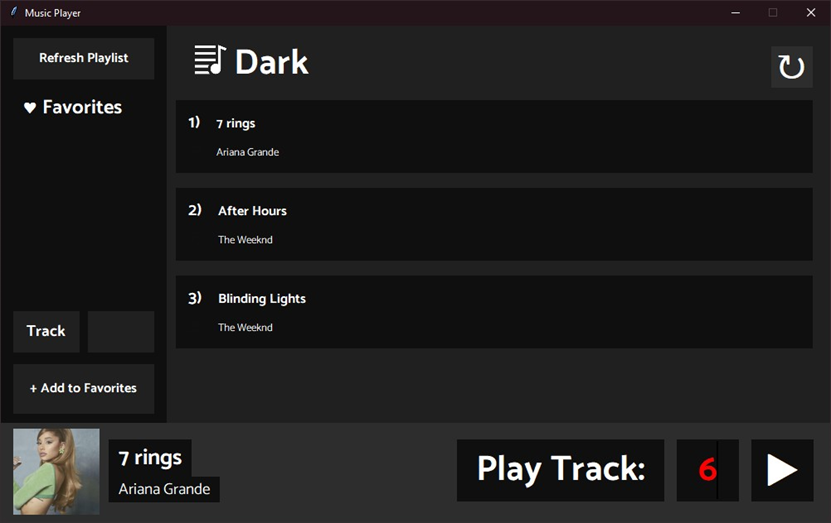 Music Player
Refresh Playlist
♥ Favorites
Dark
↻
1) 7 rings
Ariana Grande
2) After Hours
The Weeknd
3) Blinding Lights
The Weeknd
Track
+ Add to Favorites
7 rings
Ariana Grande
Play Track: 6